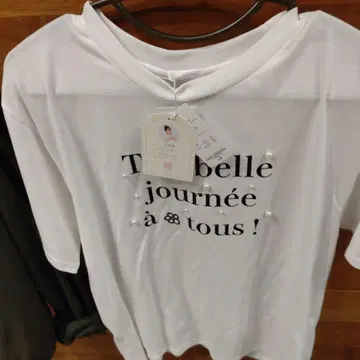 T belle
journée
à tous !